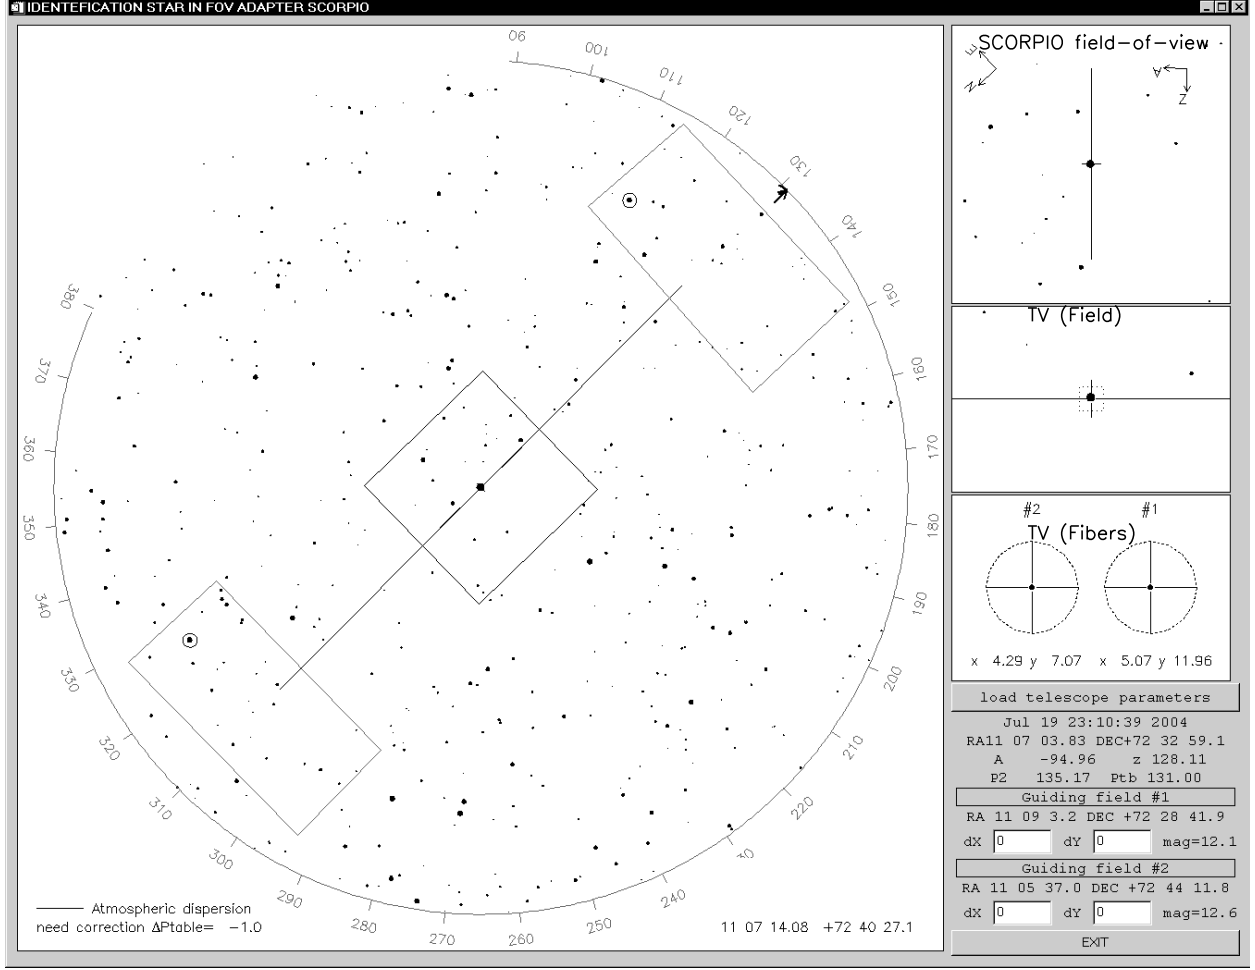 IDENTEFICATION STAR IN FOV ADAPTER SCORPIO
90
100
110
120
130
140
150
160
170
180
190
200
210
220
230
240
250
260
270
280
290
300
310
320
330
340
350
360
370
380
Atmospheric dispersion
need correction ΔPtable= -1.0
11 07 14.08 +72 40 27.1
SCORPIO field-of-view
E
N
A
Z
TV (Field)
#2 #1
TV (Fibers)
x 4.29 y 7.07 x 5.07 y 11.96
load telescope parameters
Jul 19 23:10:39 2004
RA11 07 03.83 DEC+72 32 59.1
A -94.96 z 128.11
P2 135.17 Ptb 131.00
Guiding field #1
RA 11 09 3.2 DEC +72 28 41.9
dX 0 dY 0 mag=12.1
Guiding field #2
RA 11 05 37.0 DEC +72 44 11.8
dX 0 dY 0 mag=12.6
EXIT